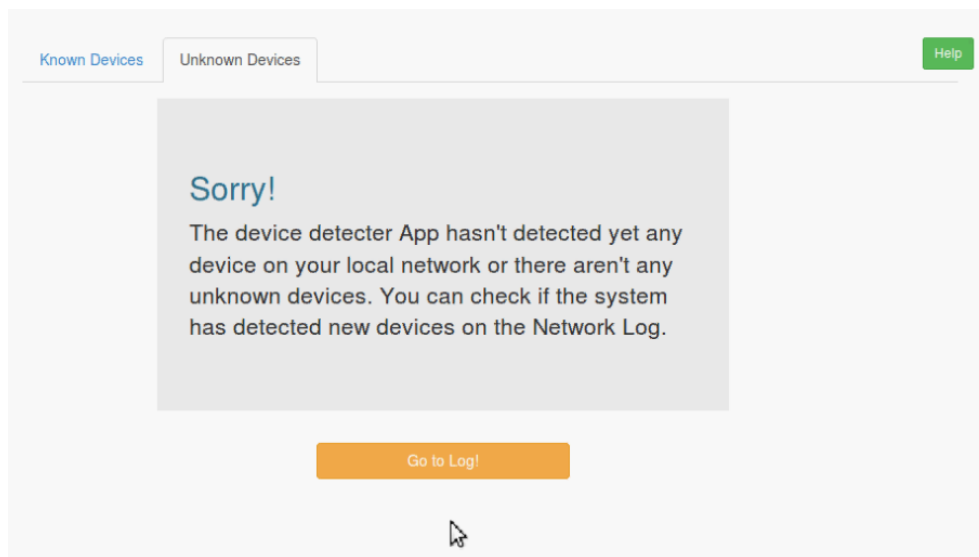 Known Devices
Unknown Devices
Help
Sorry!
The device detecter App hasn't detected yet any
device on your local network or there aren't any
unknown devices. You can check if the system
has detected new devices on the Network Log.
Go to Log!